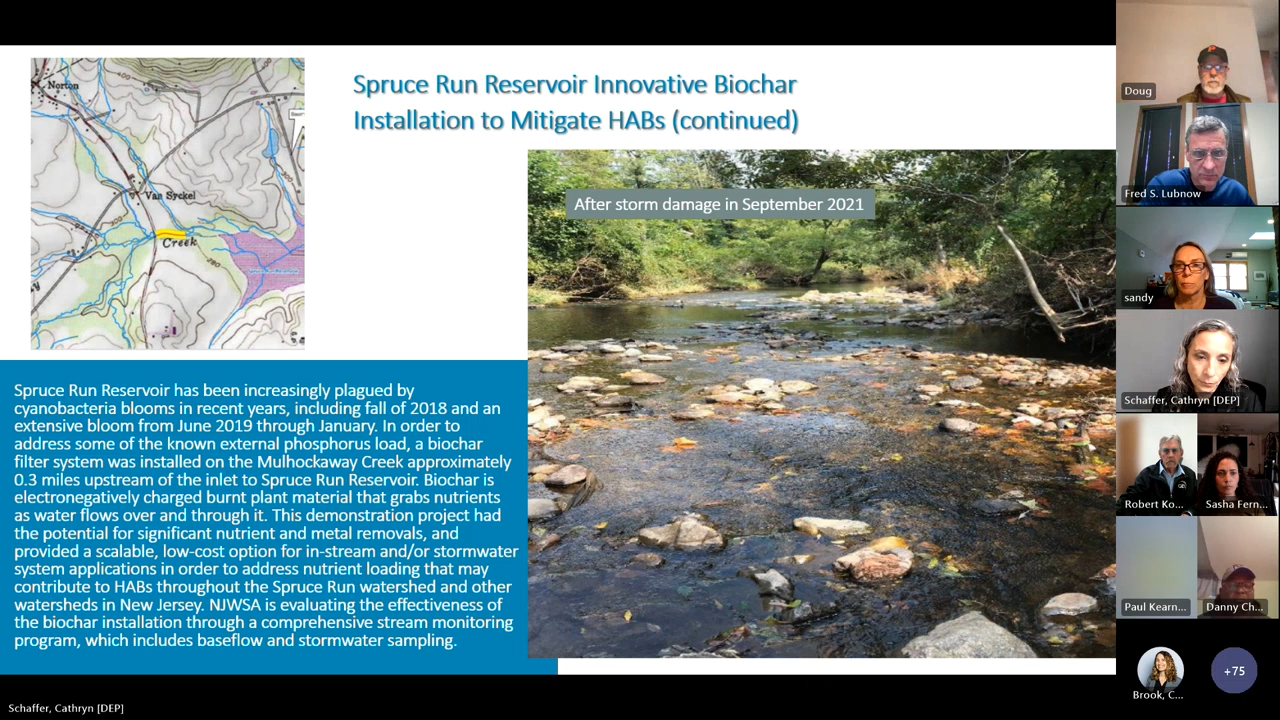 Spruce Run Reservoir Innovative Biochar
Installation to Mitigate HABs (continued)
Norton
400
Van Syckel
Creek
280
After storm damage in September 2021
Spruce Run Reservoir has been increasingly plagued by
cyanobacteria blooms in recent years, including fall of 2018 and an
extensive bloom from June 2019 through January. In order to
address some of the known external phosphorus load, a biochar
filter system was installed on the Mulhockaway Creek approximately
0.3 miles upstream of the inlet to Spruce Run Reservoir. Biochar is
electronegatively charged burnt plant material that grabs nutrients
as water flows over and through it. This demonstration project had
the potential for significant nutrient and metal removals, and
provided a scalable, low-cost option for in-stream and/or stormwater
system applications in order to address nutrient loading that may
contribute to HABs throughout the Spruce Run watershed and other
watersheds in New Jersey. NJWSA is evaluating the effectiveness of
the biochar installation through a comprehensive stream monitoring
program, which includes baseflow and stormwater sampling.
Doug
Fred S. Lubnow
sandy
Schaffer, Cathryn [DEP]
Robert Ko...
Sasha Fern...
Paul Kearn...
Danny Ch...
Brook, C...
+75
Schaffer, Cathryn [DEP]